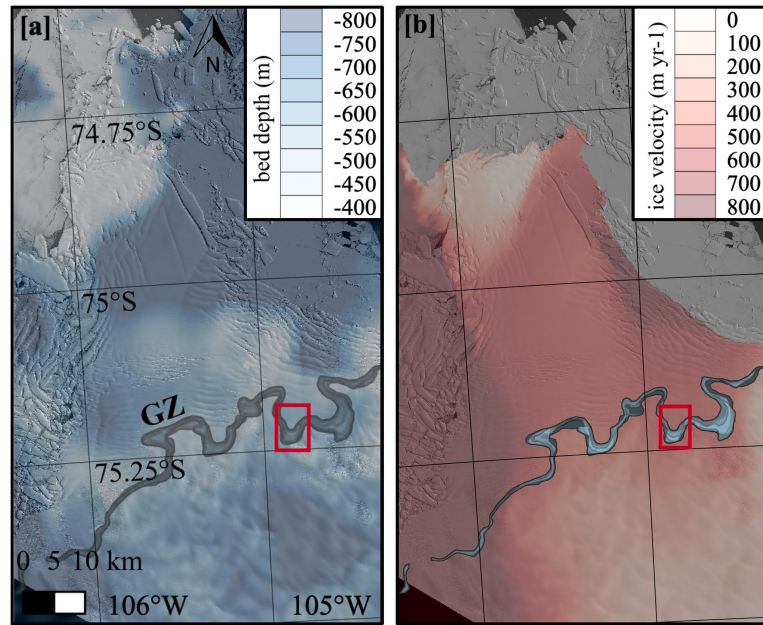 [a]
N
bed depth (m)
-800
-750
-700
-650
-600
-550
-500
-450
-400
74.75°S
75°S
GZ
75.25°S
0 5 10 km
106°W
105°W
[b]
ice velocity (m yr-1)
0
100
200
300
400
500
600
700
800